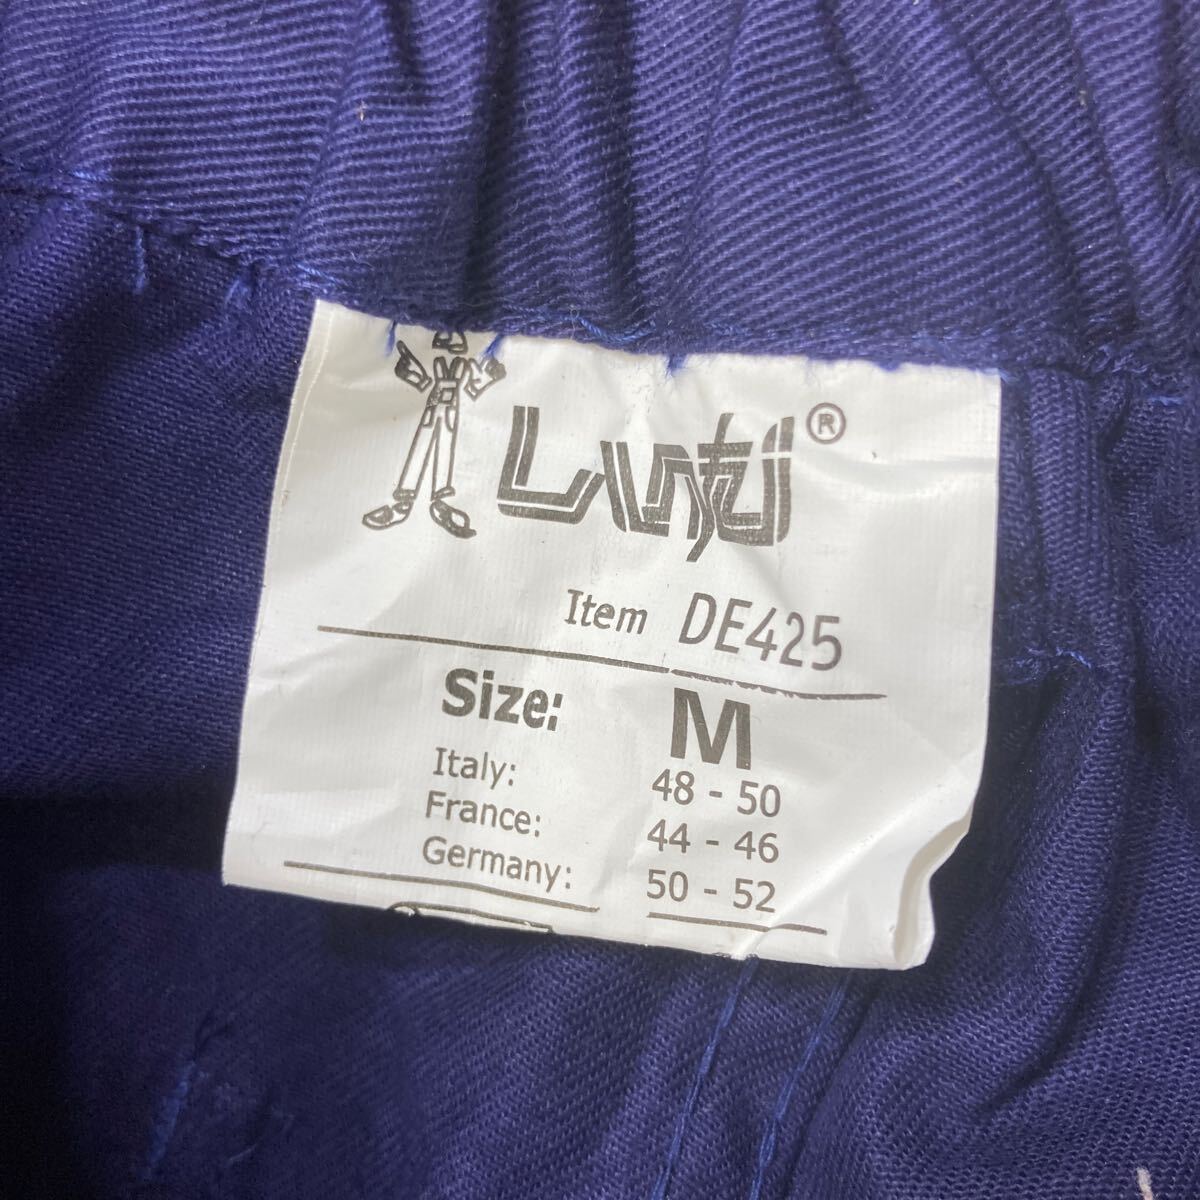 Lanti ®
Item DE425
Size: M
Italy: 48 - 50
France: 44 - 46
Germany: 50 - 52